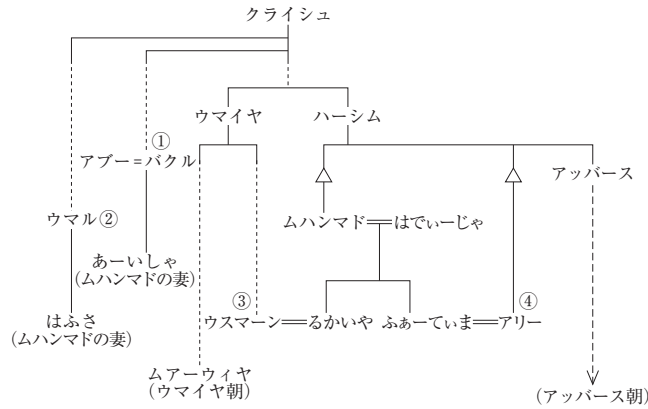 クライシュ
ウマイヤ
ハーシム
①
アブー=バクル
アッバース
ウマル②
ムハンマド
はでぃーじゃ
あーいしゃ
(ムハンマドの妻)
③
④
はふさ
(ムハンマドの妻)
ウスマーン
るかいや
ふぁーてぃま
アリー
ムアーウィヤ
(ウマイヤ朝)
(アッバース朝)